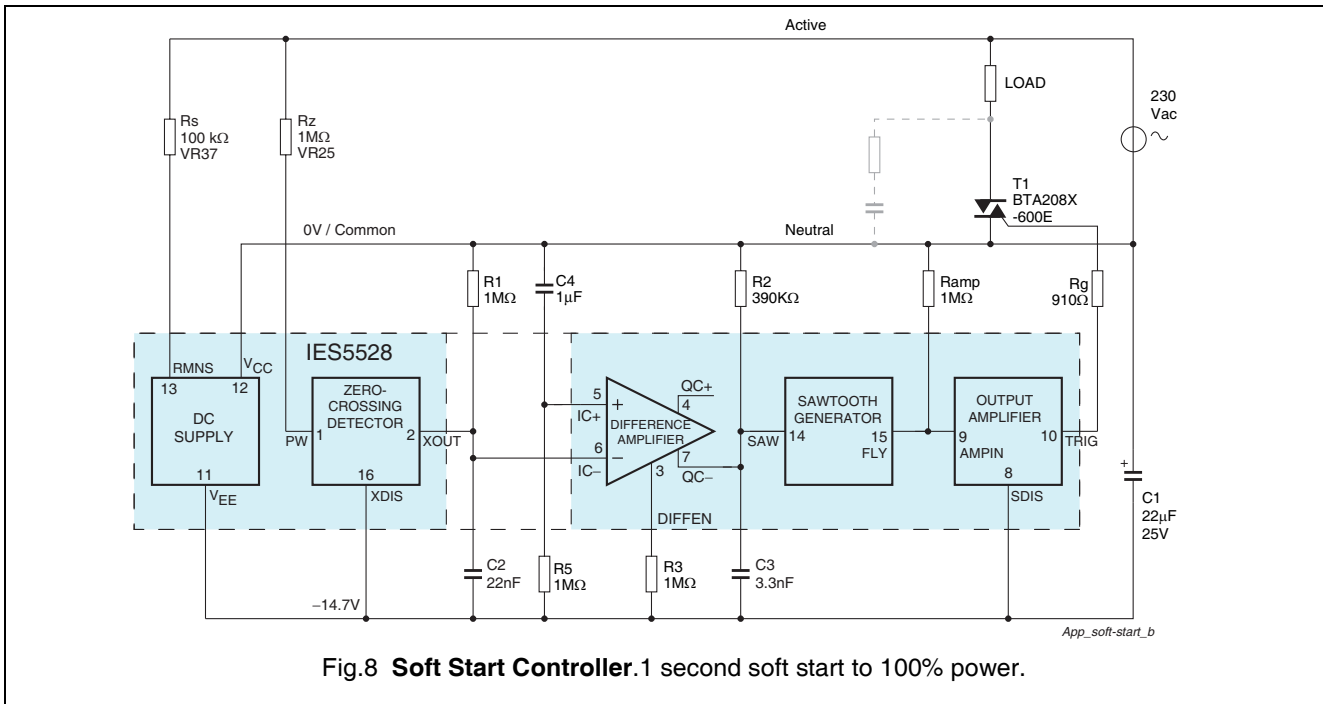 Active
Rs
100 kΩ
VR37
Rz
1MΩ
VR25
LOAD
230
Vac
T1
BTA208X
-600E
0V / Common
Neutral
R1
1MΩ
C4
1μF
R2
390KΩ
Ramp
1MΩ
Rg
910Ω
IES5528
RMNS
VCC
13
12
DC
SUPPLY
11
VEE
PW
1
ZERO-
CROSSING
DETECTOR
2
XOUT
16
XDIS
5
IC+
6
IC−
+
−
DIFFERENCE
AMPLIFIER
QC+
4
7
QC−
3
DIFFEN
SAW
14
SAWTOOTH
GENERATOR
15
FLY
OUTPUT
AMPLIFIER
9
AMPIN
10
TRIG
8
SDIS
+
C1
22μF
25V
C2
22nF
R5
1MΩ
R3
1MΩ
C3
3.3nF
−14.7V
App_soft-start_b
Fig.8 Soft Start Controller.1 second soft start to 100% power.